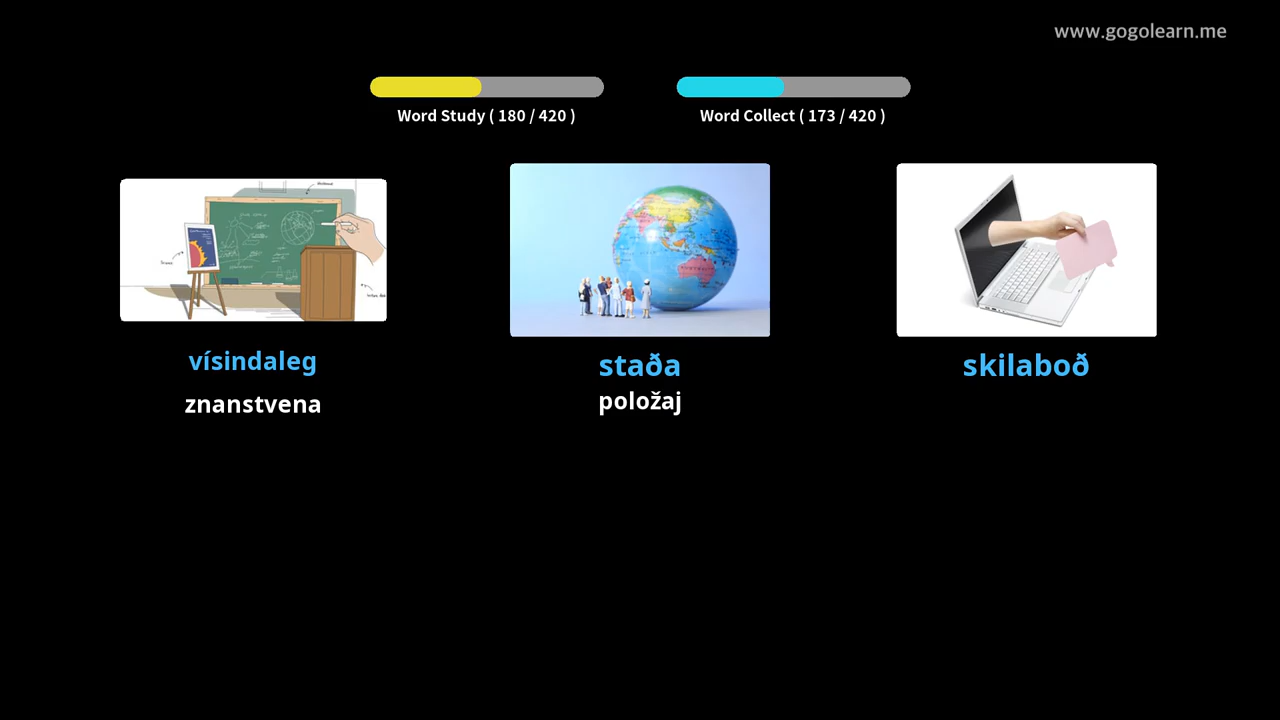 www.gogolearn.me
Word Study ( 180 / 420 )
Word Collect ( 173 / 420 )
vísindaleg
znanstvena
staða
položaj
skilaboð